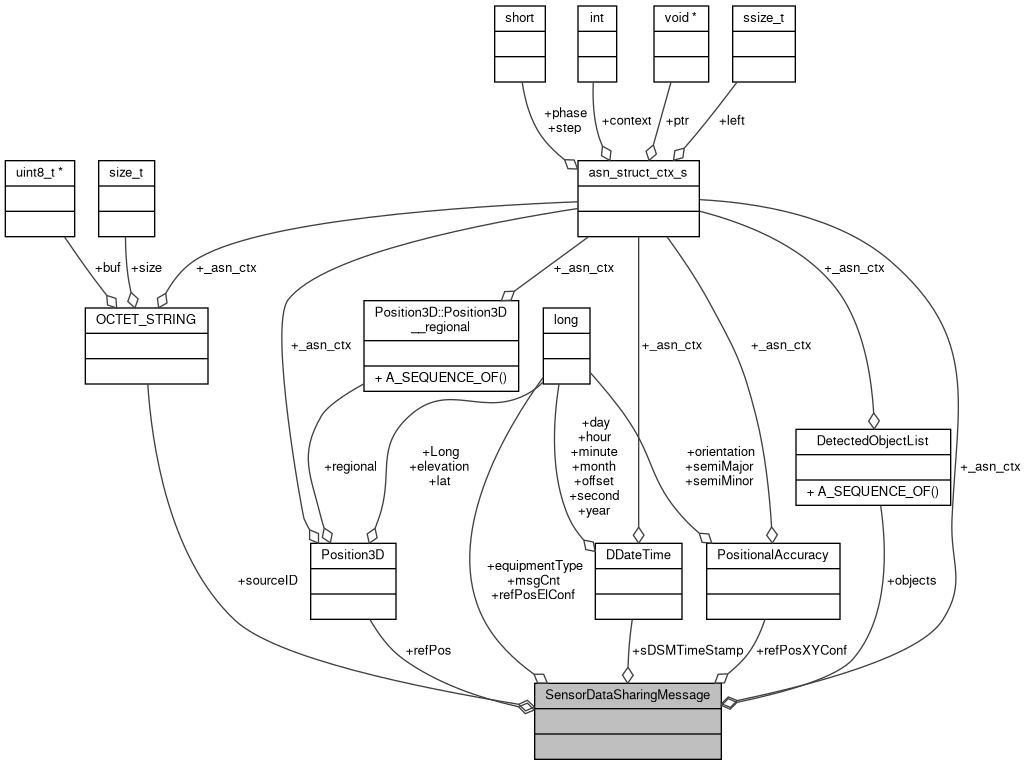 short
int
void *
ssize_t
+phase
+step
+context
+ptr
+left
uint8_t *
size_t
asn_struct_ctx_s
+buf
+size
+_asn_ctx
+_asn_ctx
OCTET_STRING
Position3D::Position3D
__regional
+ A_SEQUENCE_OF()
long
+_asn_ctx
+_asn_ctx
+_asn_ctx
+_asn_ctx
+_asn_ctx
+day
+hour
+minute
+month
+offset
+second
+year
+regional
+Long
+elevation
+lat
+orientation
+semiMajor
+semiMinor
DetectedObjectList
+ A_SEQUENCE_OF()
+_asn_ctx
Position3D
DDateTime
PositionalAccuracy
+sourceID
+equipmentType
+msgCnt
+refPosElConf
+objects
+refPos
+sDSMTimeStamp
+refPosXYConf
SensorDataSharingMessage